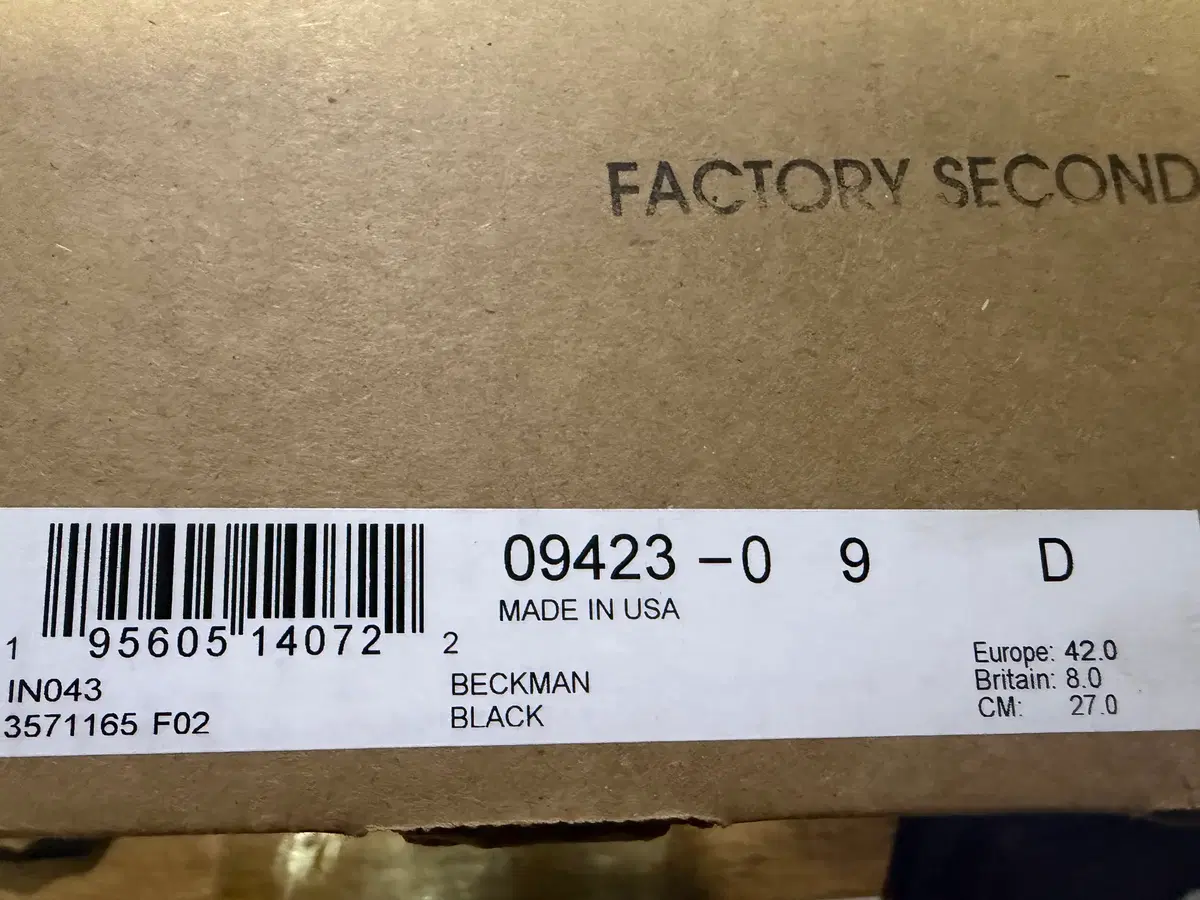 FACTORY SECOND
09423 -0 9 D
MADE IN USA
1 95605 14072 2
IN043
3571165 F02
BECKMAN
BLACK
Europe: 42.0
Britain: 8.0
CM: 27.0